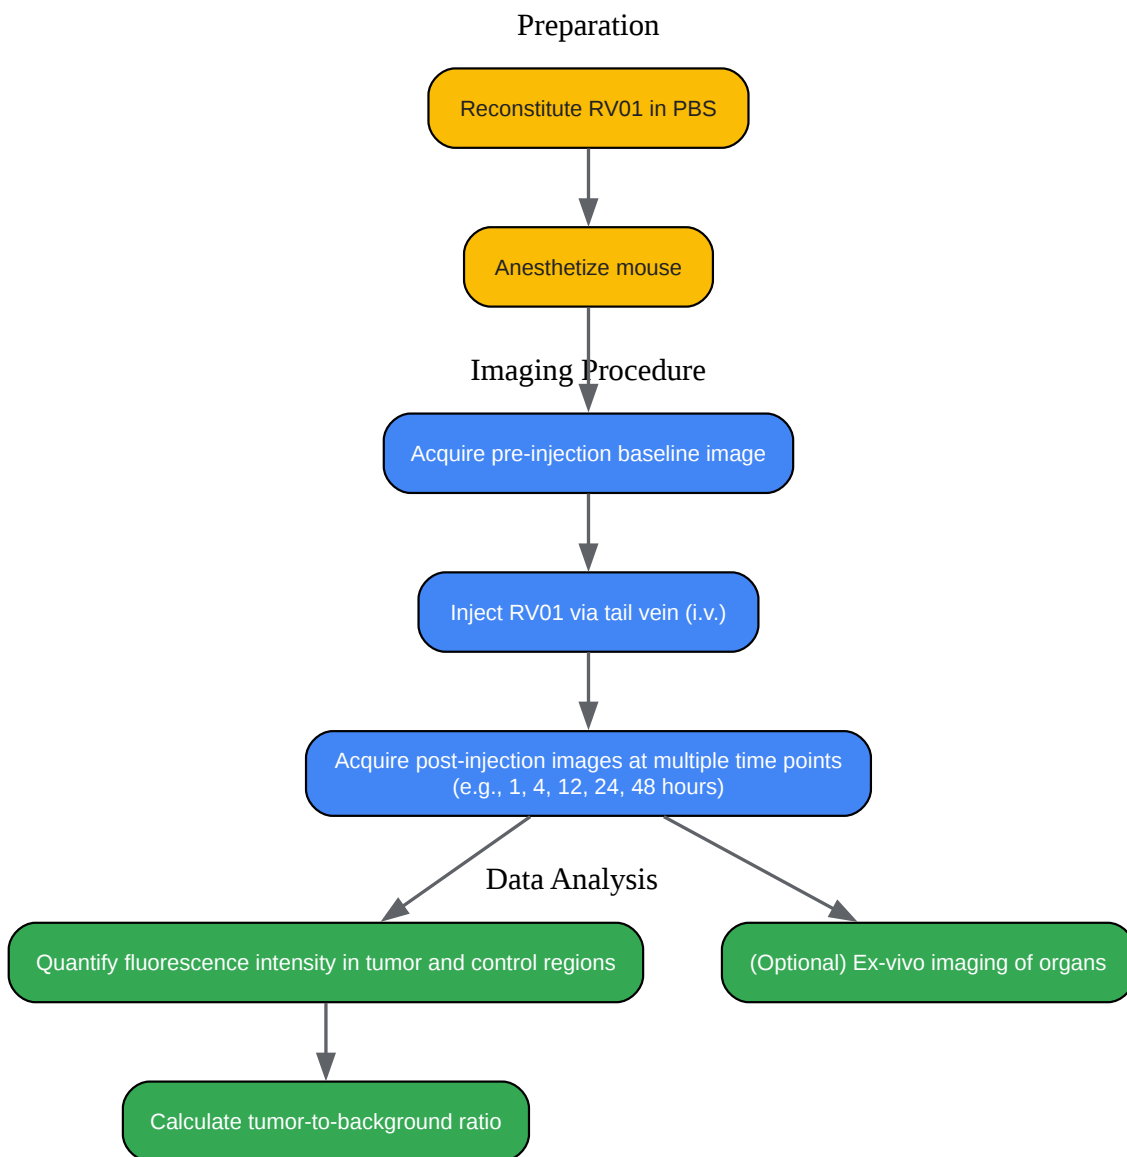 Preparation
Reconstitute RV01 in PBS
Anesthetize mouse
Imaging Procedure
Acquire pre-injection baseline image
Inject RV01 via tail vein (i.v.)
Acquire post-injection images at multiple time points
(e.g., 1, 4, 12, 24, 48 hours)
Data Analysis
Quantify fluorescence intensity in tumor and control regions
(Optional) Ex-vivo imaging of organs
Calculate tumor-to-background ratio